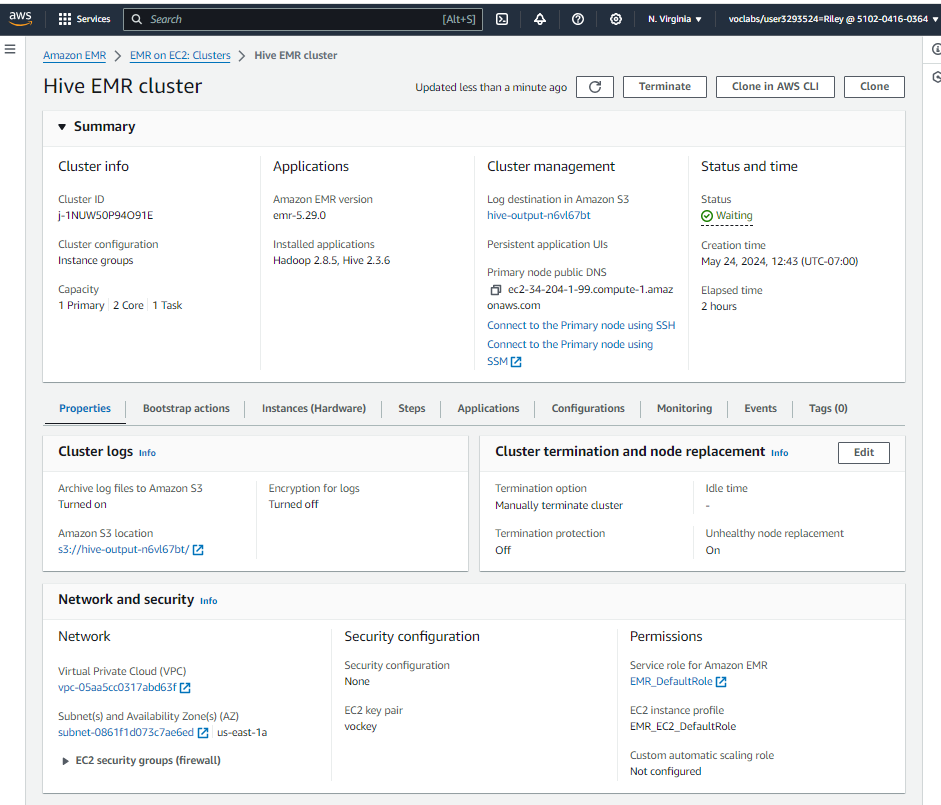 aws Services Search [Alt+S] N. Virginia voclabs/user3293524=Riley @ 5102-0416-0364
Amazon EMR > EMR on EC2: Clusters > Hive EMR cluster
Hive EMR cluster
Updated less than a minute ago
Terminate
Clone in AWS CLI
Clone
Summary
Cluster info
Cluster ID
j-1NUW50P94O91E
Cluster configuration
Instance groups
Capacity
1 Primary 2 Core 1 Task
Applications
Amazon EMR version
emr-5.29.0
Installed applications
Hadoop 2.8.5, Hive 2.3.6
Cluster management
Log destination in Amazon S3
hive-output-n6vl67bt
Persistent application UIs
Primary node public DNS
ec2-34-204-1-99.compute-1.amaz
onaws.com
Connect to the Primary node using SSH
Connect to the Primary node using
SSM
Status and time
Status
Waiting
Creation time
May 24, 2024, 12:43 (UTC-07:00)
Elapsed time
2 hours
Properties Bootstrap actions Instances (Hardware) Steps Applications Configurations Monitoring Events Tags (0)
Cluster logs Info
Archive log files to Amazon S3
Turned on
Amazon S3 location
s3://hive-output-n6vl67bt/
Encryption for logs
Turned off
Cluster termination and node replacement Info
Edit
Termination option
Manually terminate cluster
Termination protection
Off
Idle time
-
Unhealthy node replacement
On
Network and security Info
Network
Virtual Private Cloud (VPC)
vpc-05aa5cc0317abd63f
Subnet(s) and Availability Zone(s) (AZ)
subnet-0861f1d073c7ae6ed us-east-1a
EC2 security groups (firewall)
Security configuration
Security configuration
None
EC2 key pair
vockey
Permissions
Service role for Amazon EMR
EMR_DefaultRole
EC2 instance profile
EMR_EC2_DefaultRole
Custom automatic scaling role
Not configured